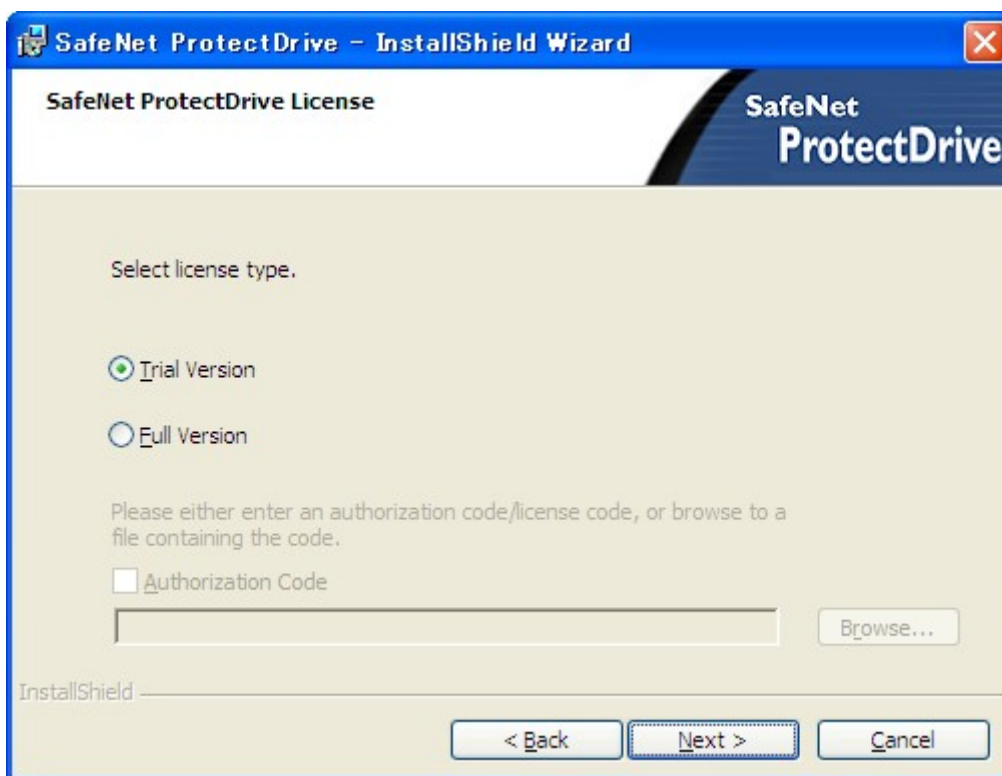 SafeNet ProtectDrive - InstallShield Wizard
SafeNet ProtectDrive License
SafeNet
ProtectDrive
Select license type.
Trial Version
Full Version
Please either enter an authorization code/license code, or browse to a
file containing the code.
Authorization Code
Browse...
InstallShield
< Back
Next >
Cancel